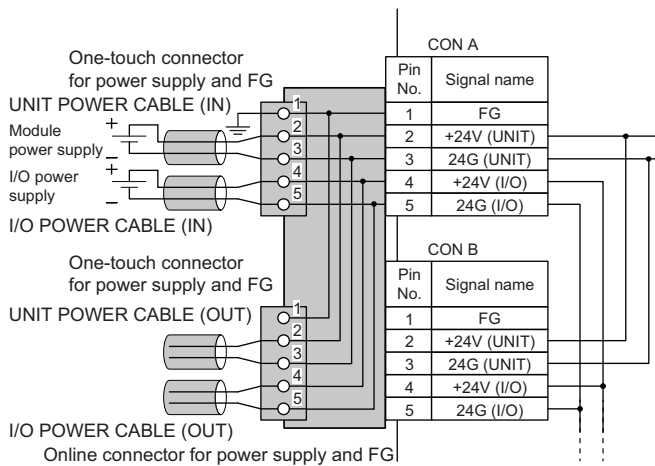 One-touch connector
for power supply and FG
UNIT POWER CABLE (IN)
+
Module
power supply
−
+
I/O power
supply
−
I/O POWER CABLE (IN)
1
2
3
4
5
CON A
Pin No. Signal name
1 FG
2 +24V (UNIT)
3 24G (UNIT)
4 +24V (I/O)
5 24G (I/O)
One-touch connector
for power supply and FG
UNIT POWER CABLE (OUT)
1
2
3
4
5
I/O POWER CABLE (OUT)
CON B
Pin No. Signal name
1 FG
2 +24V (UNIT)
3 24G (UNIT)
4 +24V (I/O)
5 24G (I/O)
Online connector for power supply and FG